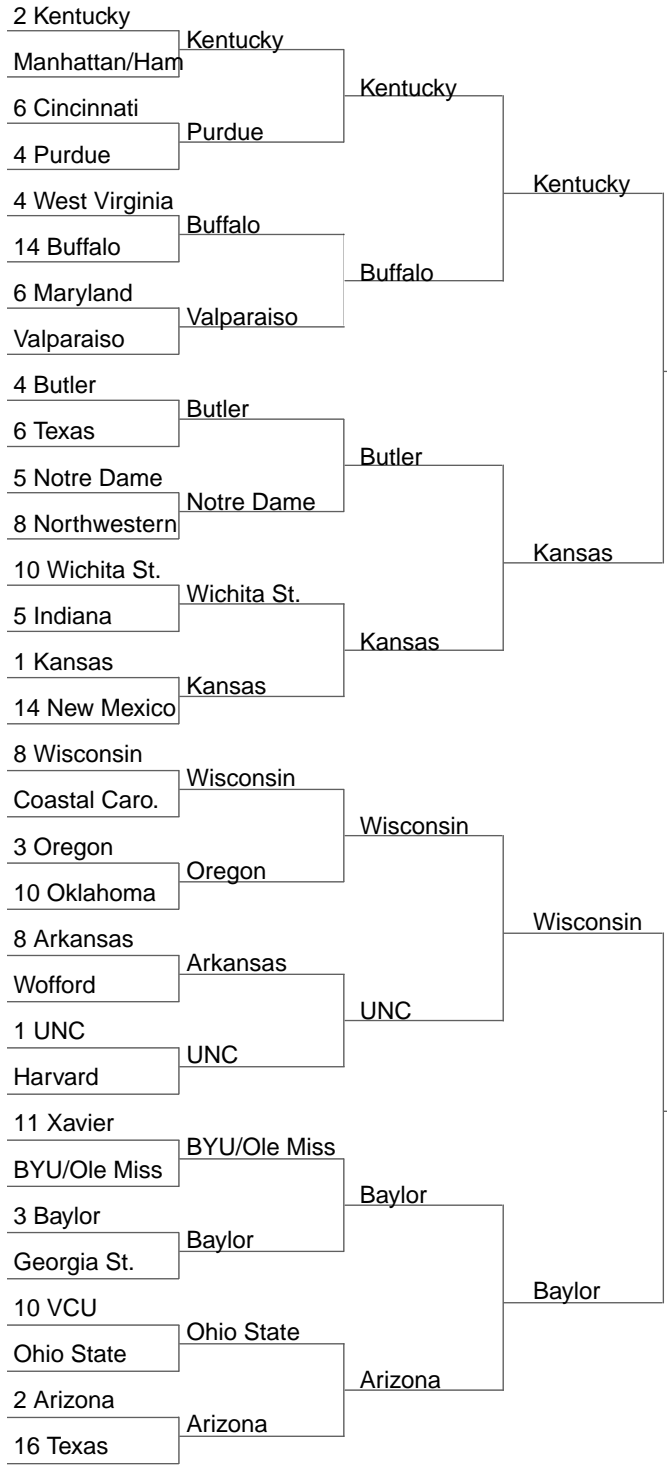 2 Kentucky
Manhattan/Ham
6 Cincinnati
4 Purdue
4 West Virginia
14 Buffalo
6 Maryland
Valparaiso
4 Butler
6 Texas
5 Notre Dame
8 Northwestern
10 Wichita St.
5 Indiana
1 Kansas
14 New Mexico
8 Wisconsin
Coastal Caro.
3 Oregon
10 Oklahoma
8 Arkansas
Wofford
1 UNC
Harvard
11 Xavier
BYU/Ole Miss
3 Baylor
Georgia St.
10 VCU
Ohio State
2 Arizona
16 Texas
Kentucky
Purdue
Buffalo
Valparaiso
Butler
Notre Dame
Wichita St.
Kansas
Wisconsin
Oregon
Arkansas
UNC
BYU/Ole Miss
Baylor
Ohio State
Arizona
Kentucky
Buffalo
Butler
Kansas
Wisconsin
UNC
Baylor
Arizona
Kentucky
Kansas
Wisconsin
Baylor